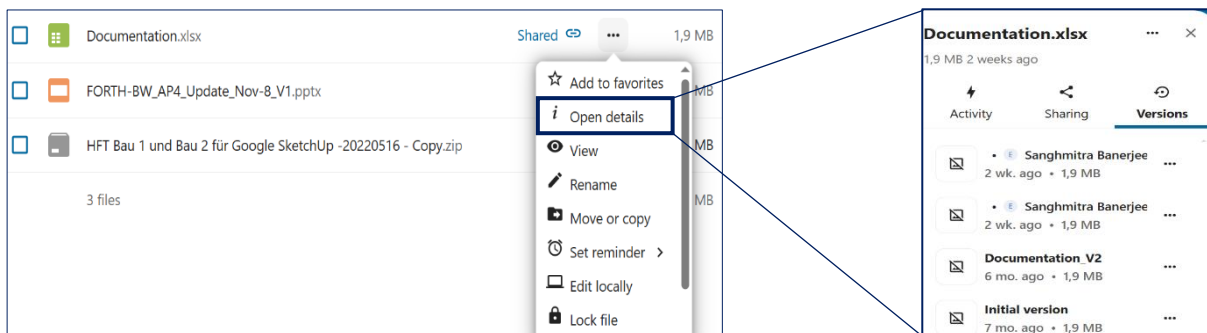 Documentation.xlsx Shared 1,9 MB
FORTH-BW_AP4_Update_Nov-8_V1.pptx MB
HFT Bau 1 und Bau 2 für Google SketchUp -20220516 - Copy.zip MB
3 files MB
Add to favorites
Open details
View
Rename
Move or copy
Set reminder
Edit locally
Lock file
Documentation.xlsx
1,9 MB 2 weeks ago
Activity Sharing Versions
• E Sanghmitra Banerjee
2 wk. ago • 1,9 MB
• E Sanghmitra Banerjee
2 wk. ago • 1,9 MB
Documentation_V2
6 mo. ago • 1,9 MB
Initial version
7 mo. ago • 1,9 MB